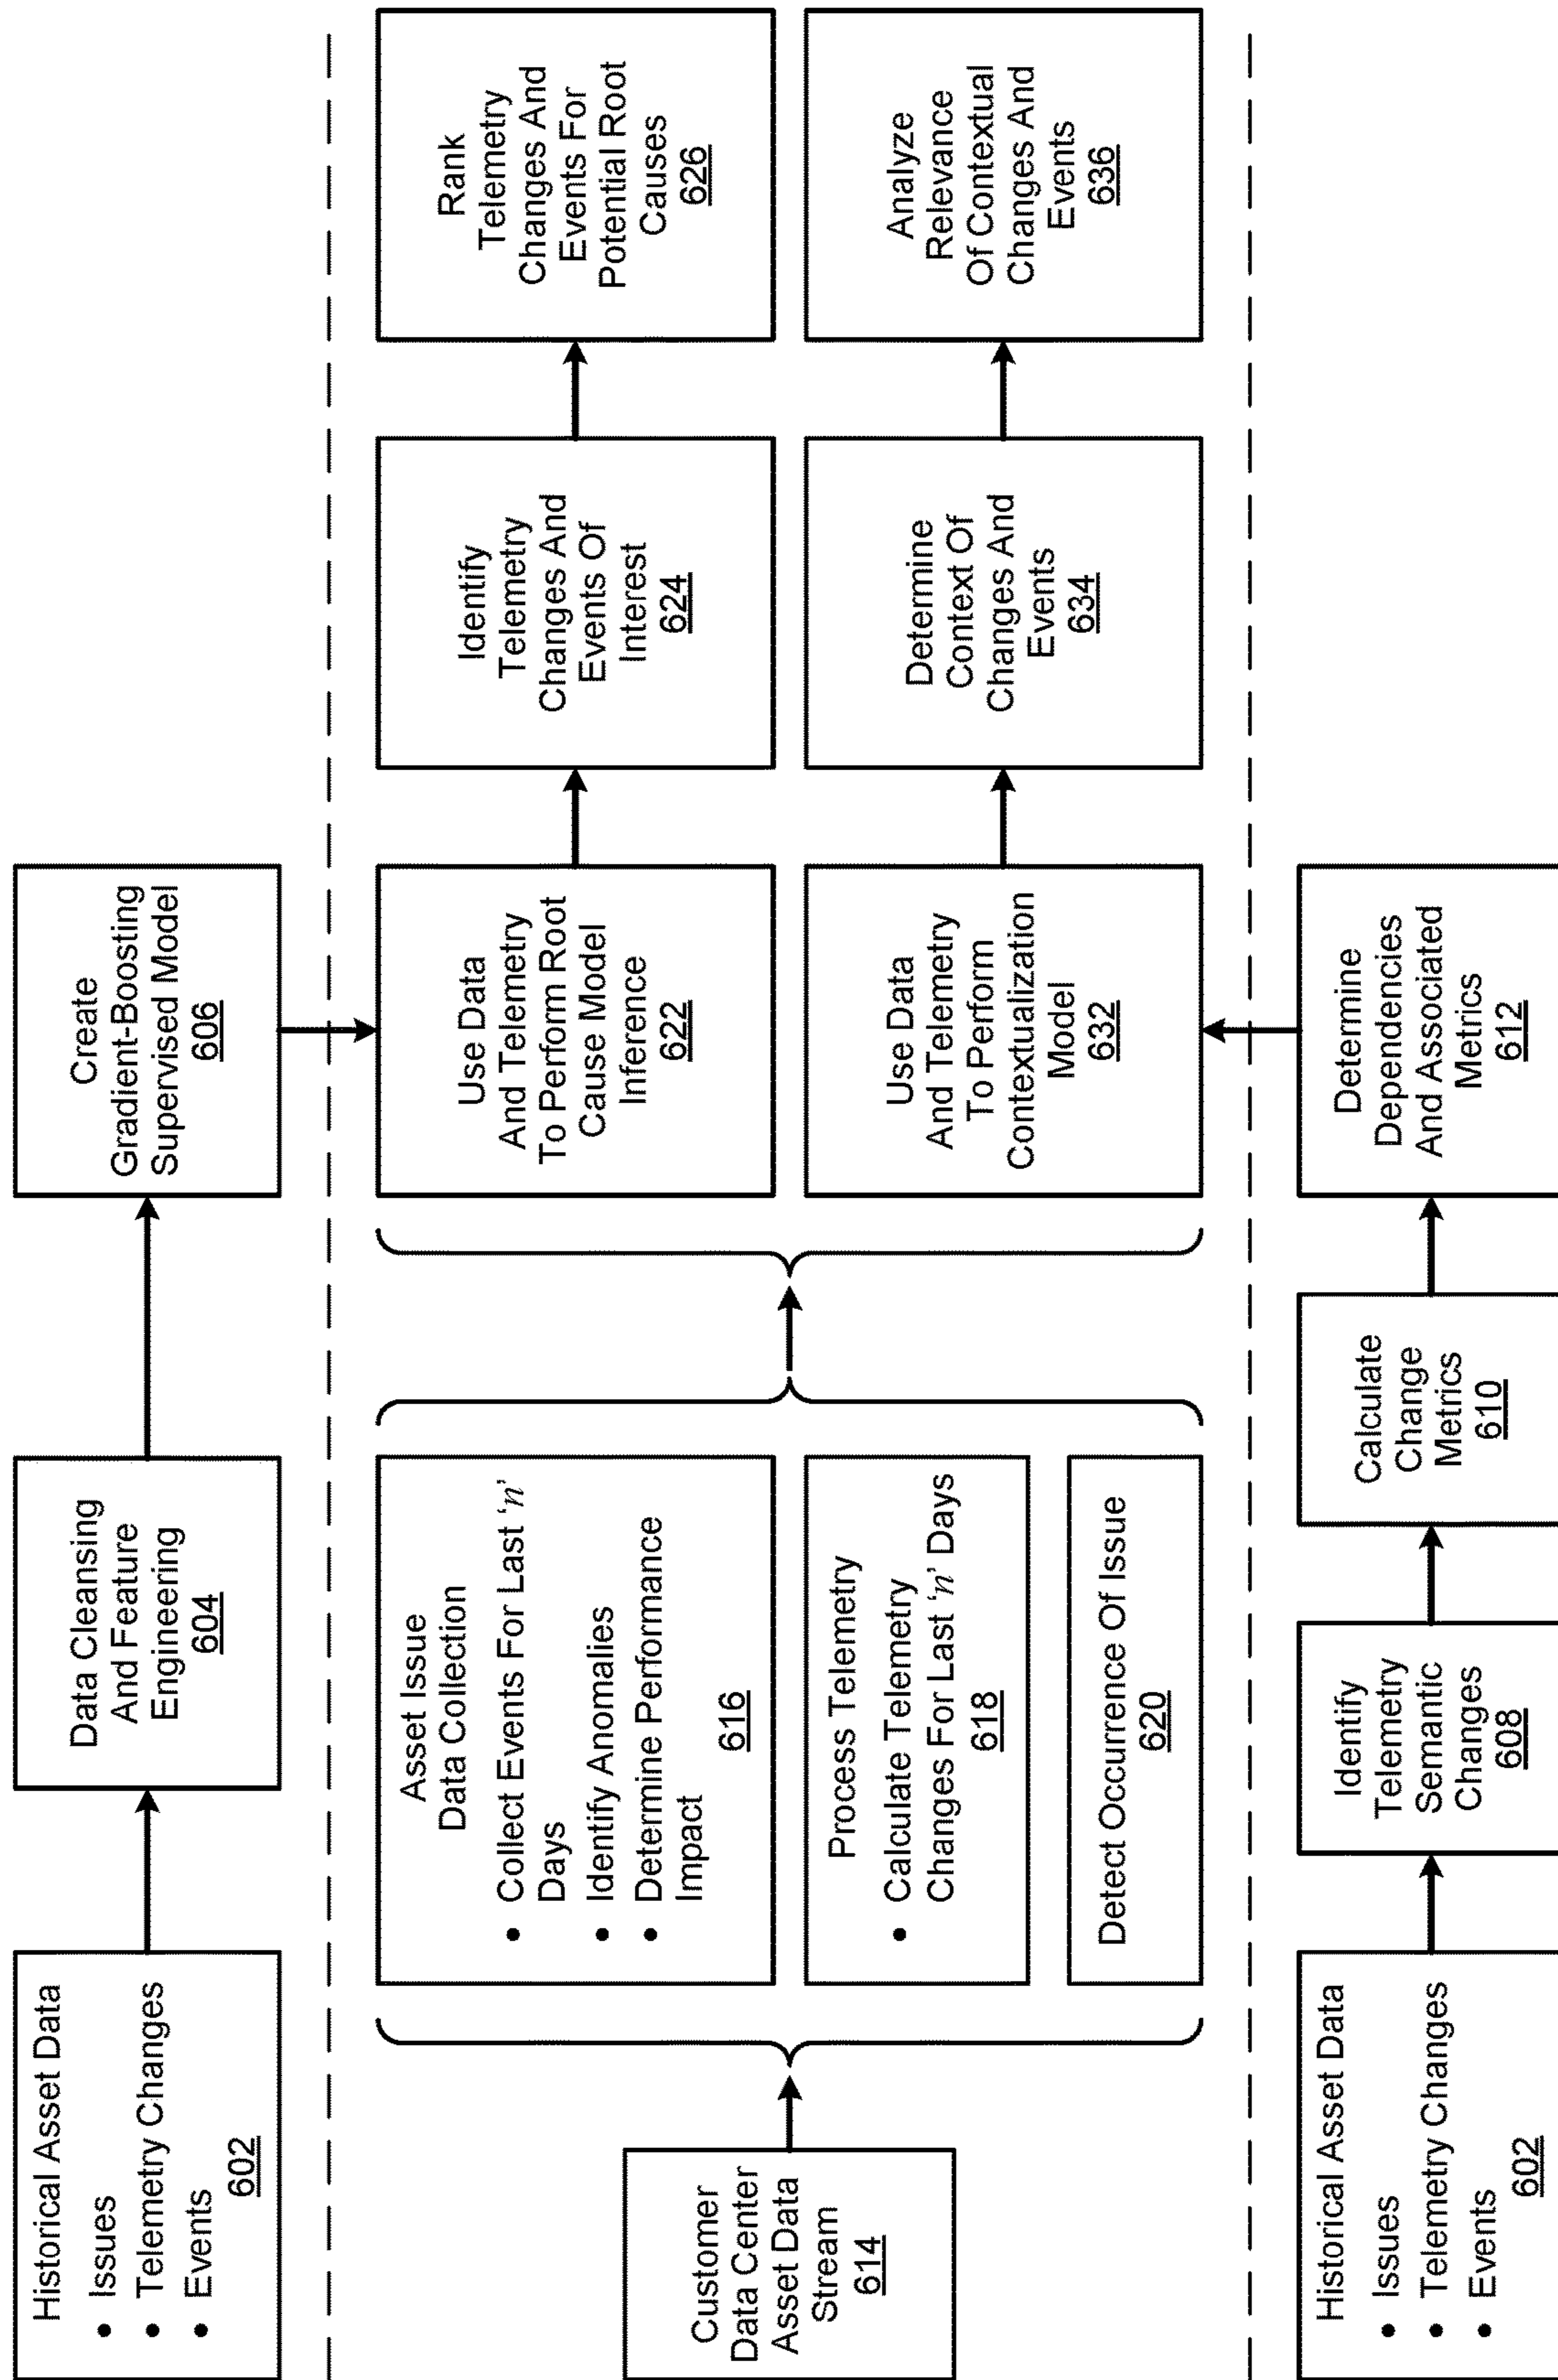 Historical Asset Data
• Issues
• Telemetry Changes
• Events
602
Data Cleansing
And Feature
Engineering
604
Create
Gradient-Boosting
Supervised Model
606
Customer
Data Center
Asset Data
Stream
614
Asset Issue
Data Collection
• Collect Events For Last ‘n’
Days
• Identify Anomalies
• Determine Performance
Impact
616
Process Telemetry
• Calculate Telemetry
Changes For Last ‘n’ Days
618
Detect Occurrence Of Issue
620
Use Data
And Telemetry
To Perform Root
Cause Model
Inference
622
Identify
Telemetry
Changes And
Events Of
Interest
624
Rank
Telemetry
Changes And
Events For
Potential Root
Causes
626
Use Data
And Telemetry
To Perform
Contextualization
Model
632
Determine
Context Of
Changes And
Events
634
Analyze
Relevance
Of Contextual
Changes And
Events
636
Historical Asset Data
• Issues
• Telemetry Changes
• Events
602
Identify
Telemetry
Semantic
Changes
608
Calculate
Change
Metrics
610
Determine
Dependencies
And Associated
Metrics
612